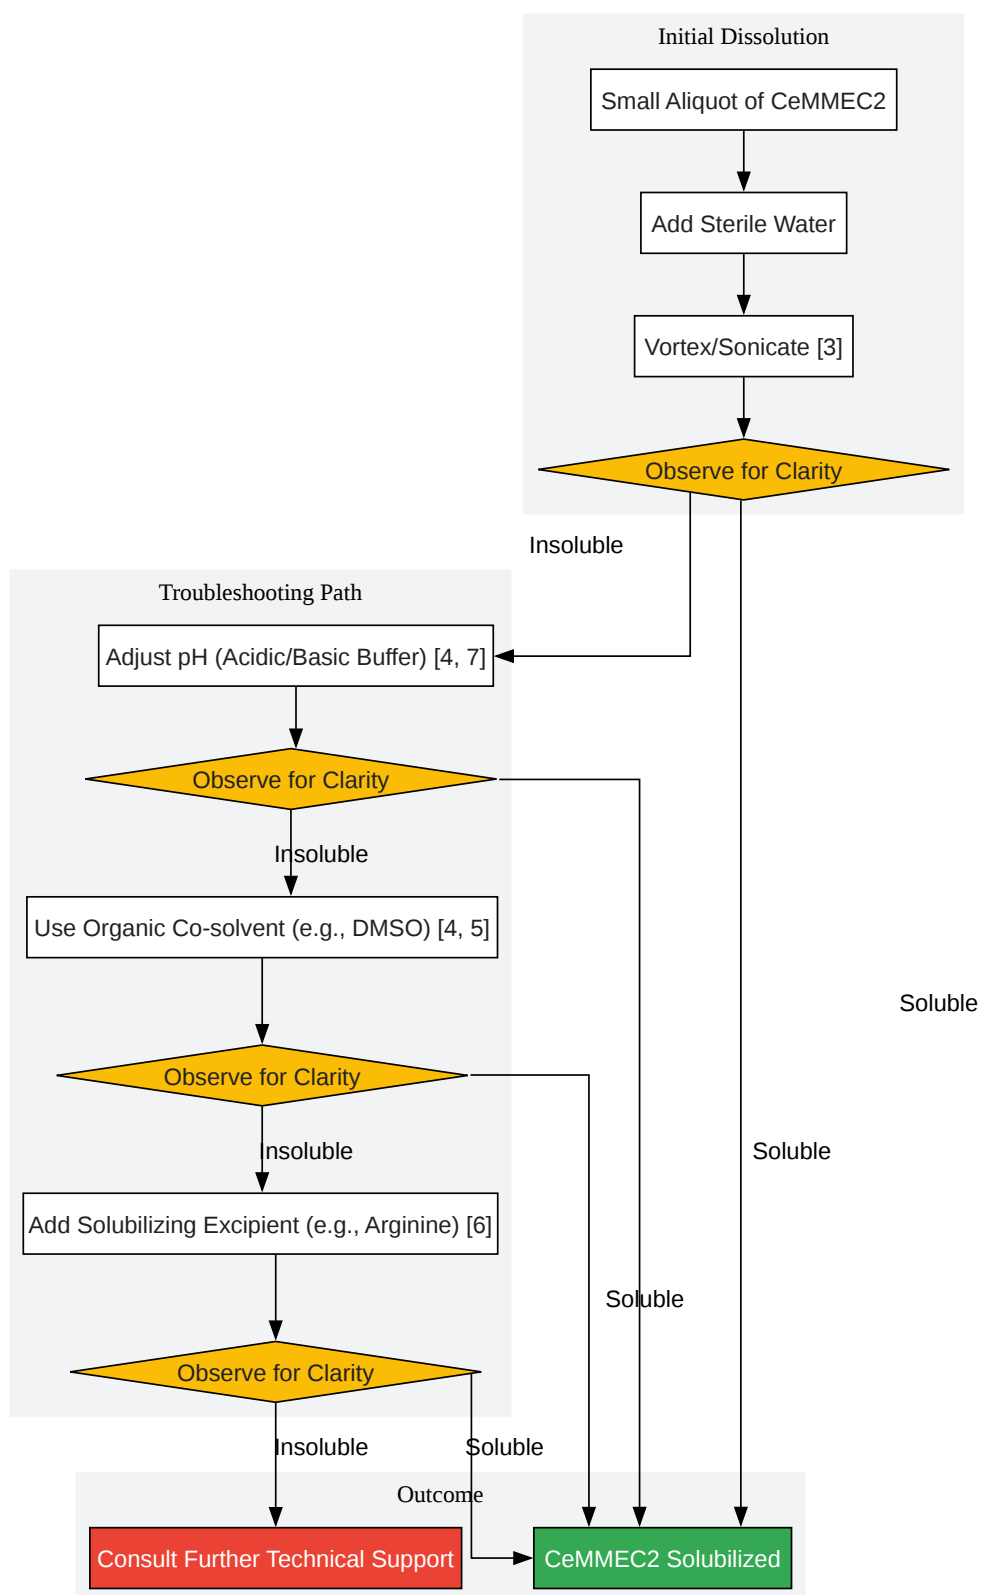 Initial Dissolution
Small Aliquot of CeMMEC2
Add Sterile Water
Vortex/Sonicate [3]
Observe for Clarity
Insoluble
Troubleshooting Path
Adjust pH (Acidic/Basic Buffer) [4, 7]
Observe for Clarity
Insoluble
Use Organic Co-solvent (e.g., DMSO) [4, 5]
Soluble
Observe for Clarity
Insoluble
Soluble
Add Solubilizing Excipient (e.g., Arginine) [6]
Soluble
Observe for Clarity
Insoluble
Soluble
Outcome
Consult Further Technical Support
CeMMEC2 Solubilized